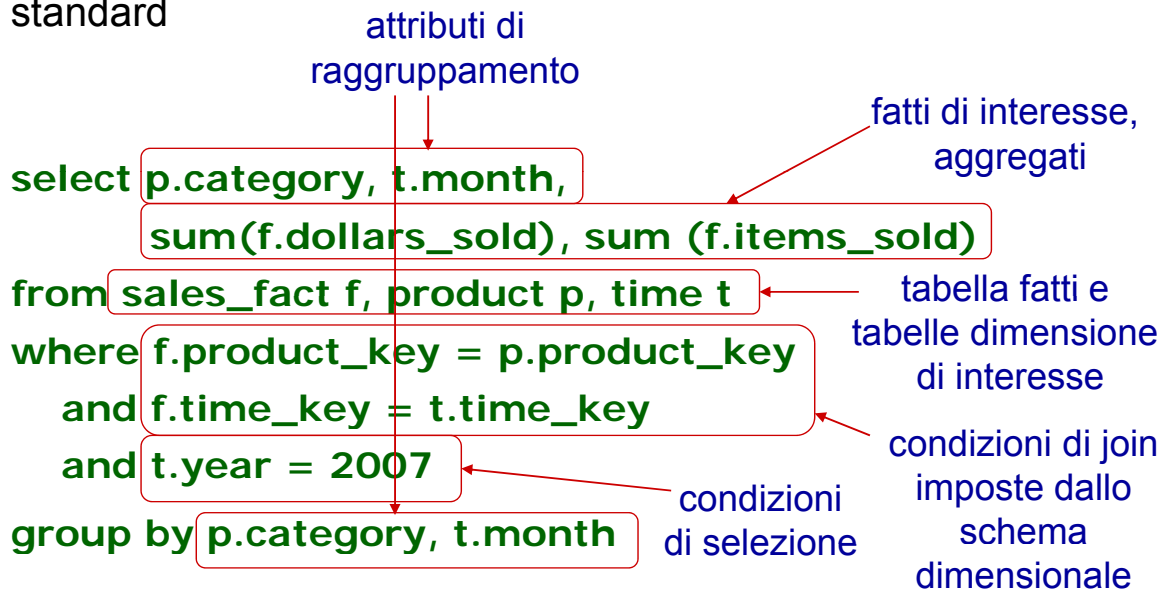 standard
attributi di
raggruppamento
fatti di interesse,
aggregati
select p.category, t.month,
sum(f.dollars_sold), sum (f.items_sold)
from sales_fact f, product p, time t
tabella fatti e
tabelle dimensione
di interesse
where f.product_key = p.product_key
and f.time_key = t.time_key
and t.year = 2007
condizioni di join
imposte dallo
schema
dimensionale
condizioni
di selezione
group by p.category, t.month